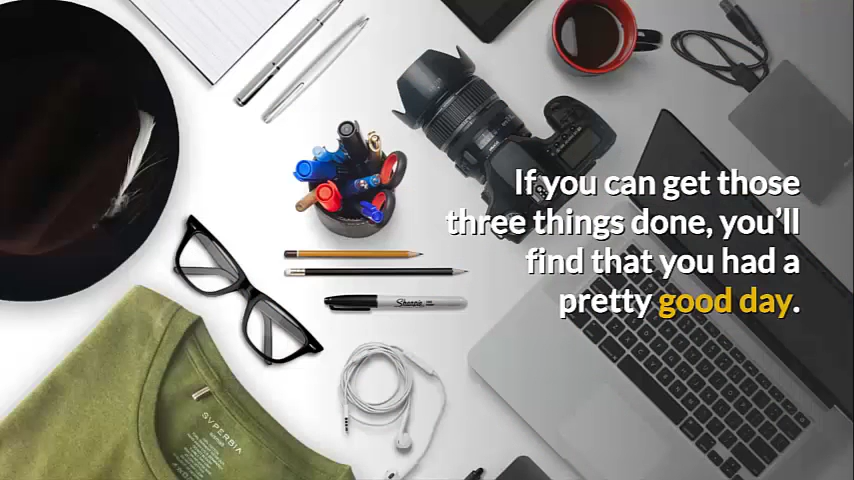 If you can get those
three things done, you'll
find that you had a
pretty good day.
Sharpie
SVPERBIA